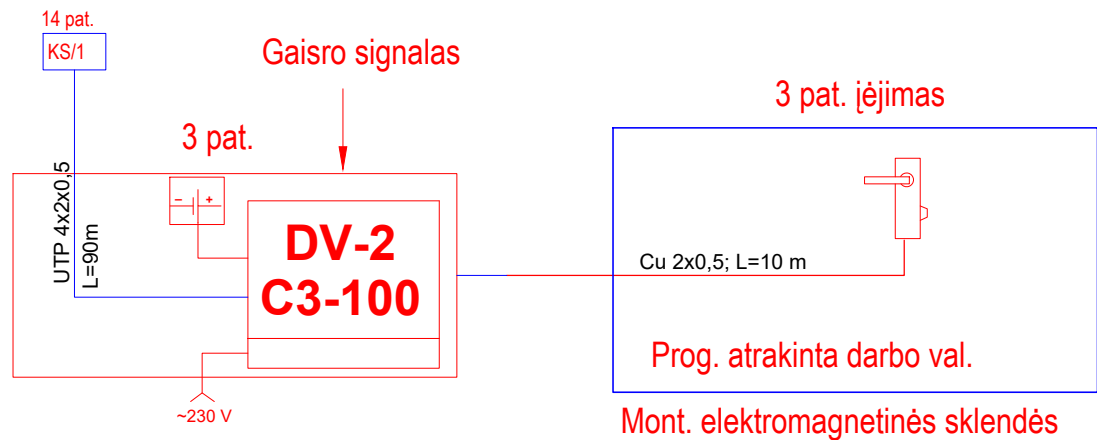 14 pat.
KS/1
Gaisro signalas
3 pat. įėjimas
3 pat.
UTP 4x2x0,5
L=90m
- +
DV-2
C3-100
Cu 2x0,5; L=10 m
Prog. atrakinta darbo val.
~230 V
Mont. elektromagnetinės sklendės